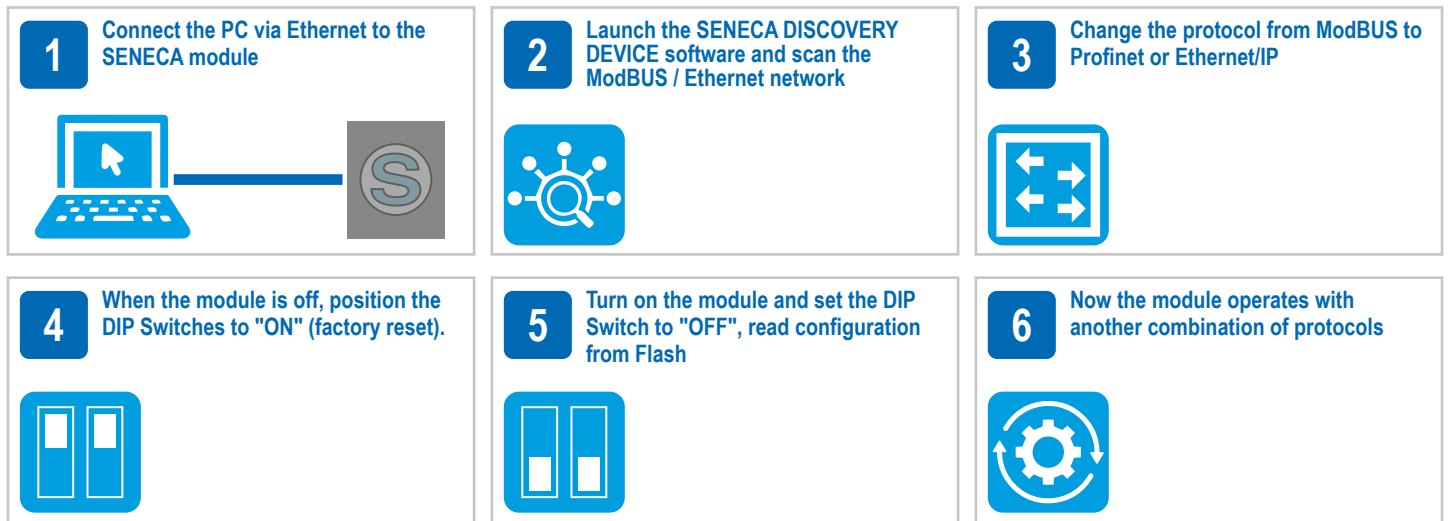 1
Connect the PC via Ethernet to the
SENECA module
S
2
Launch the SENECA DISCOVERY
DEVICE software and scan the
ModBUS / Ethernet network
3
Change the protocol from ModBUS to
Profinet or Ethernet/IP
4
When the module is off, position the
DIP Switches to "ON" (factory reset).
5
Turn on the module and set the DIP
Switch to "OFF", read configuration
from Flash
6
Now the module operates with
another combination of protocols